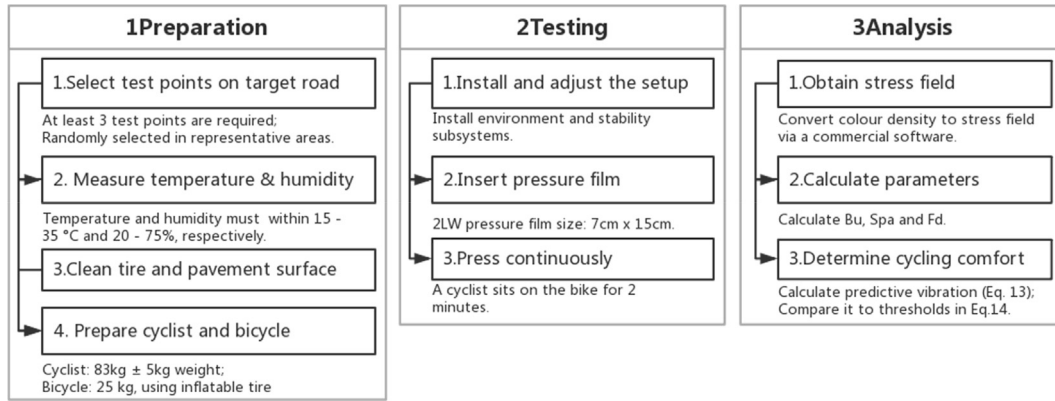 1Preparation
1.Select test points on target road
At least 3 test points are required;
Randomly selected in representative areas.
2. Measure temperature & humidity
Temperature and humidity must within 15 -
35 °C and 20 - 75%, respectively.
3.Clean tire and pavement surface
4. Prepare cyclist and bicycle
Cyclist: 83kg ± 5kg weight;
Bicycle: 25 kg, using inflatable tire
2Testing
1.Install and adjust the setup
Install environment and stability
subsystems.
2.Insert pressure film
2LW pressure film size: 7cm x 15cm.
3.Press continuously
A cyclist sits on the bike for 2
minutes.
3Analysis
1.Obtain stress field
Convert colour density to stress field
via a commercial software.
2.Calculate parameters
Calculate Bu, Spa and Fd.
3.Determine cycling comfort
Calculate predictive vibration (Eq. 13);
Compare it to thresholds in Eq.14.